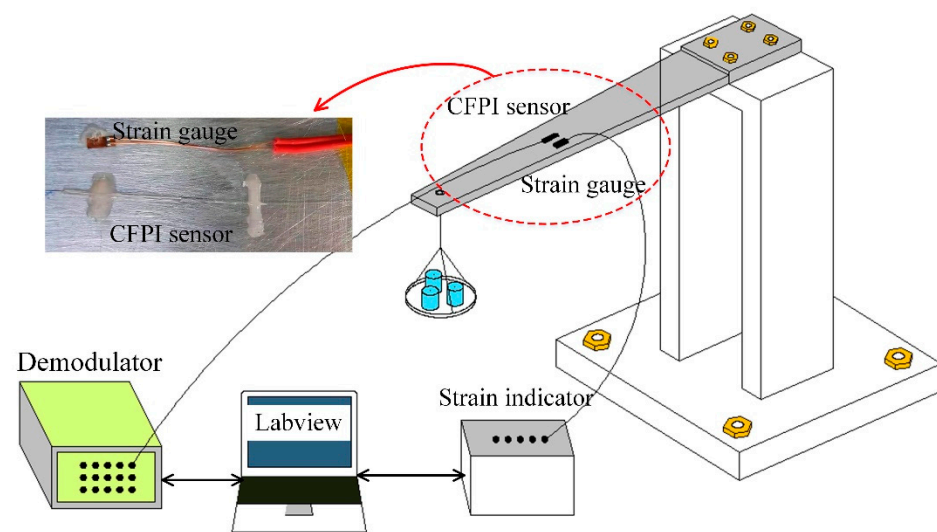 CFPI sensor
Strain gauge
Strain gauge
CFPI sensor
Demodulator
Labview
Strain indicator